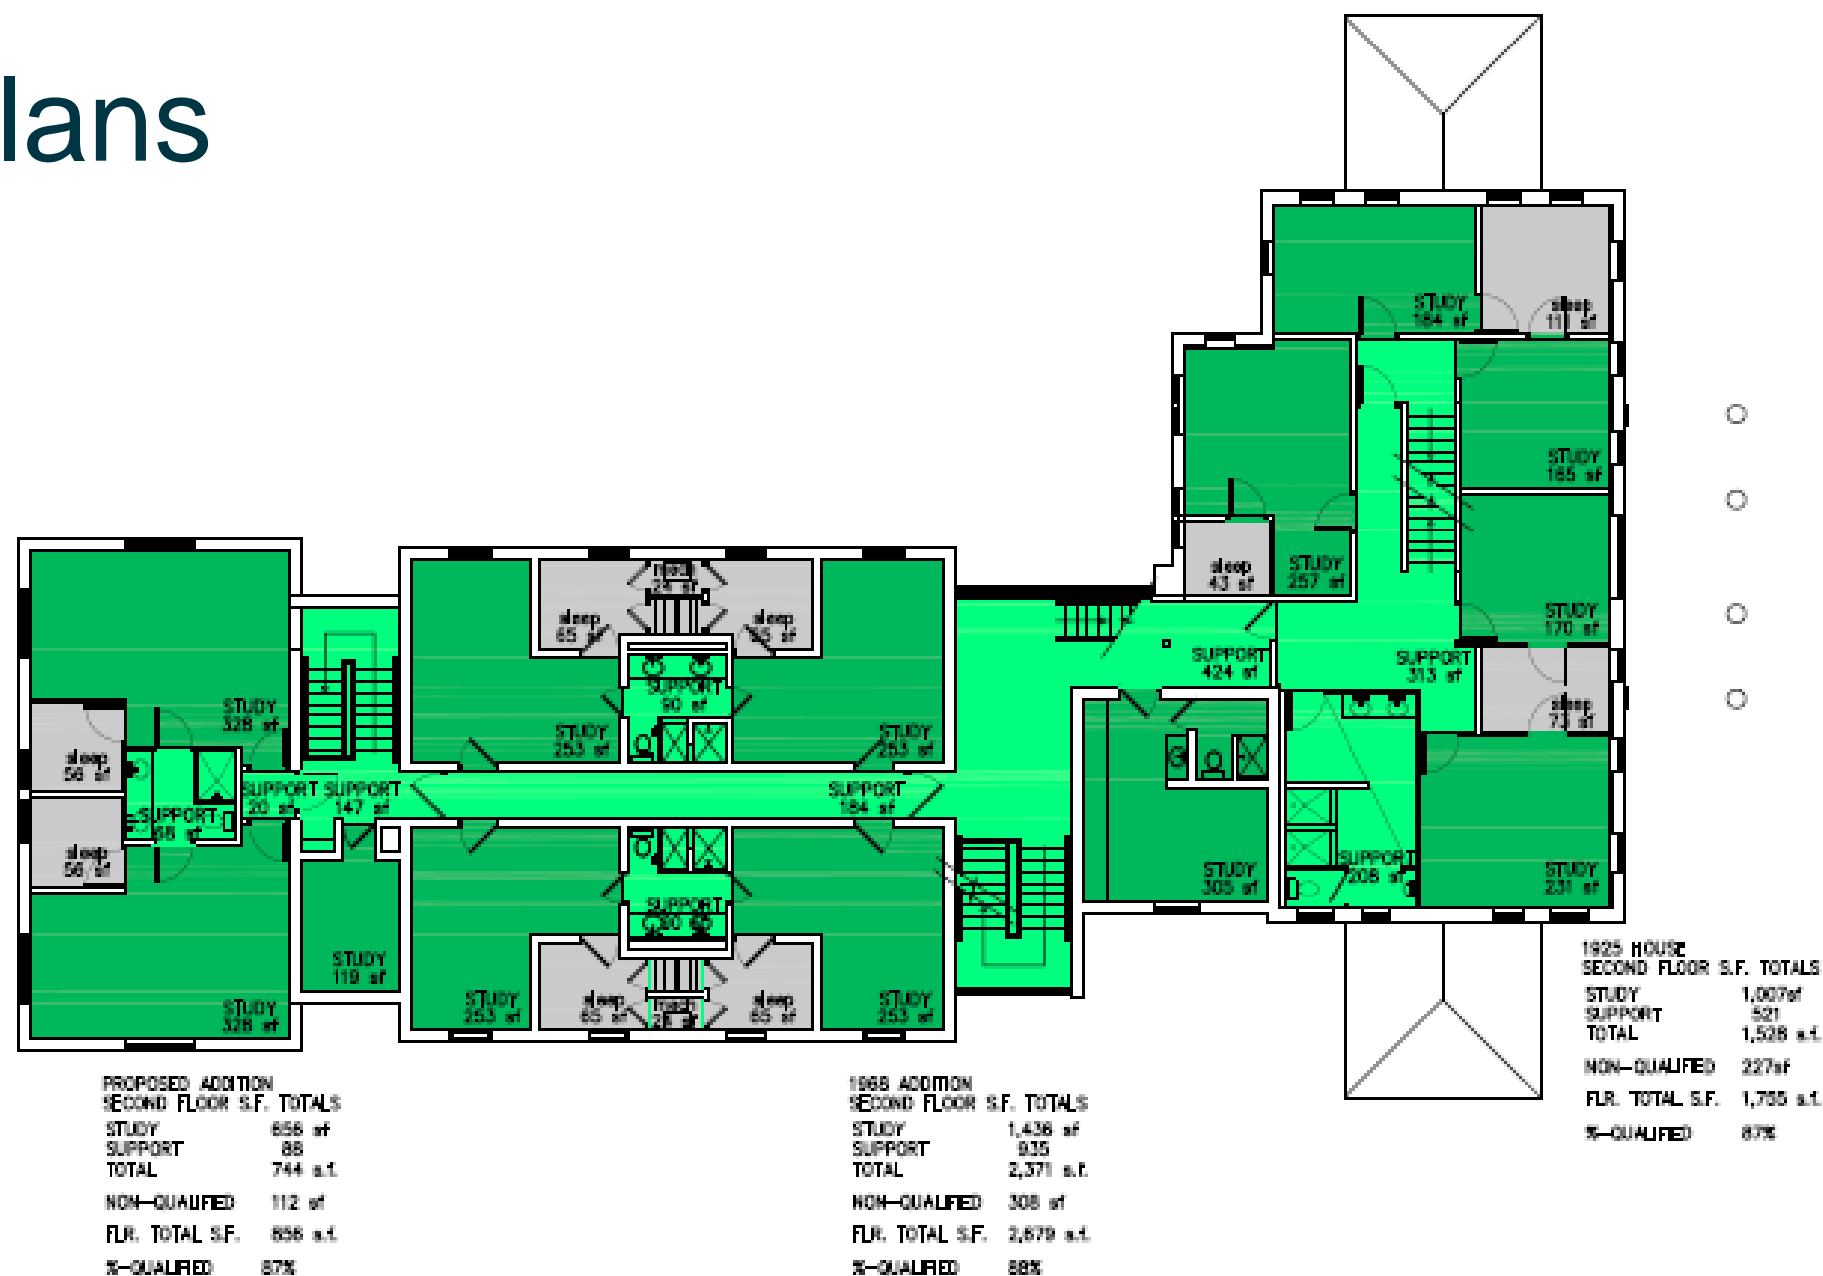 lans
STUDY
184 sf
sleep
111 sf
STUDY
165 sf
sleep
43 sf
STUDY
257 sf
STUDY
170 sf
SUPPORT
424 sf
SUPPORT
313 sf
sleep
73 sf
STUDY
305 sf
SUPPORT
208 sf
STUDY
231 sf
STUDY
328 sf
sleep
56 sf
SUPPORT
68 sf
SUPPORT
20 sf
SUPPORT
147 sf
sleep
56 sf
STUDY
328 sf
STUDY
119 sf
sleep
65 sf
mech
sleep
65 sf
SUPPORT
90 sf
STUDY
253 sf
STUDY
253 sf
SUPPORT
184 sf
SUPPORT
STUDY
253 sf
sleep
65 sf
mech
sleep
65 sf
STUDY
253 sf
PROPOSED ADDITION
SECOND FLOOR S.F. TOTALS
STUDY 656 sf
SUPPORT 88
TOTAL 744 s.f.
NON-QUALIFIED 112 sf
FLR. TOTAL S.F. 856 s.f.
%-QUALIFIED 87%
1968 ADDITION
SECOND FLOOR S.F. TOTALS
STUDY 1,436 sf
SUPPORT 935
TOTAL 2,371 s.f.
NON-QUALIFIED 308 sf
FLR. TOTAL S.F. 2,679 s.f.
%-QUALIFIED 88%
1925 HOUSE
SECOND FLOOR S.F. TOTALS
STUDY 1,007sf
SUPPORT 521
TOTAL 1,528 s.f.
NON-QUALIFIED 227sf
FLR. TOTAL S.F. 1,755 s.f.
%-QUALIFIED 87%